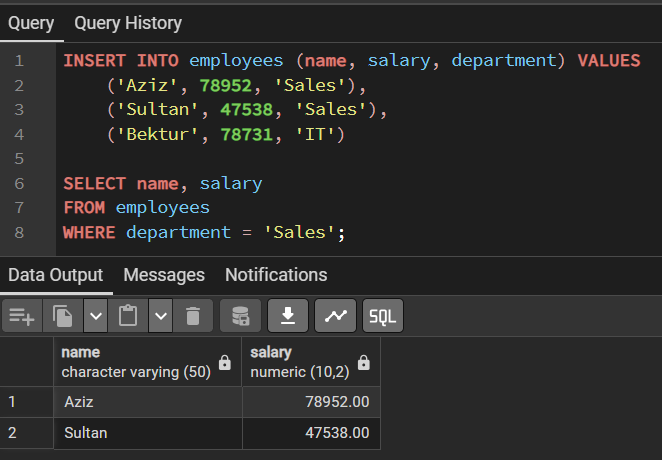 Query Query History
1 INSERT INTO employees (name, salary, department) VALUES
2 ('Aziz', 78952, 'Sales'),
3 ('Sultan', 47538, 'Sales'),
4 ('Bektur', 78731, 'IT')
5
6 SELECT name, salary
7 FROM employees
8 WHERE department = 'Sales';
Data Output Messages Notifications
SQL
name salary
character varying (50) numeric (10,2)
1 Aziz 78952.00
2 Sultan 47538.00